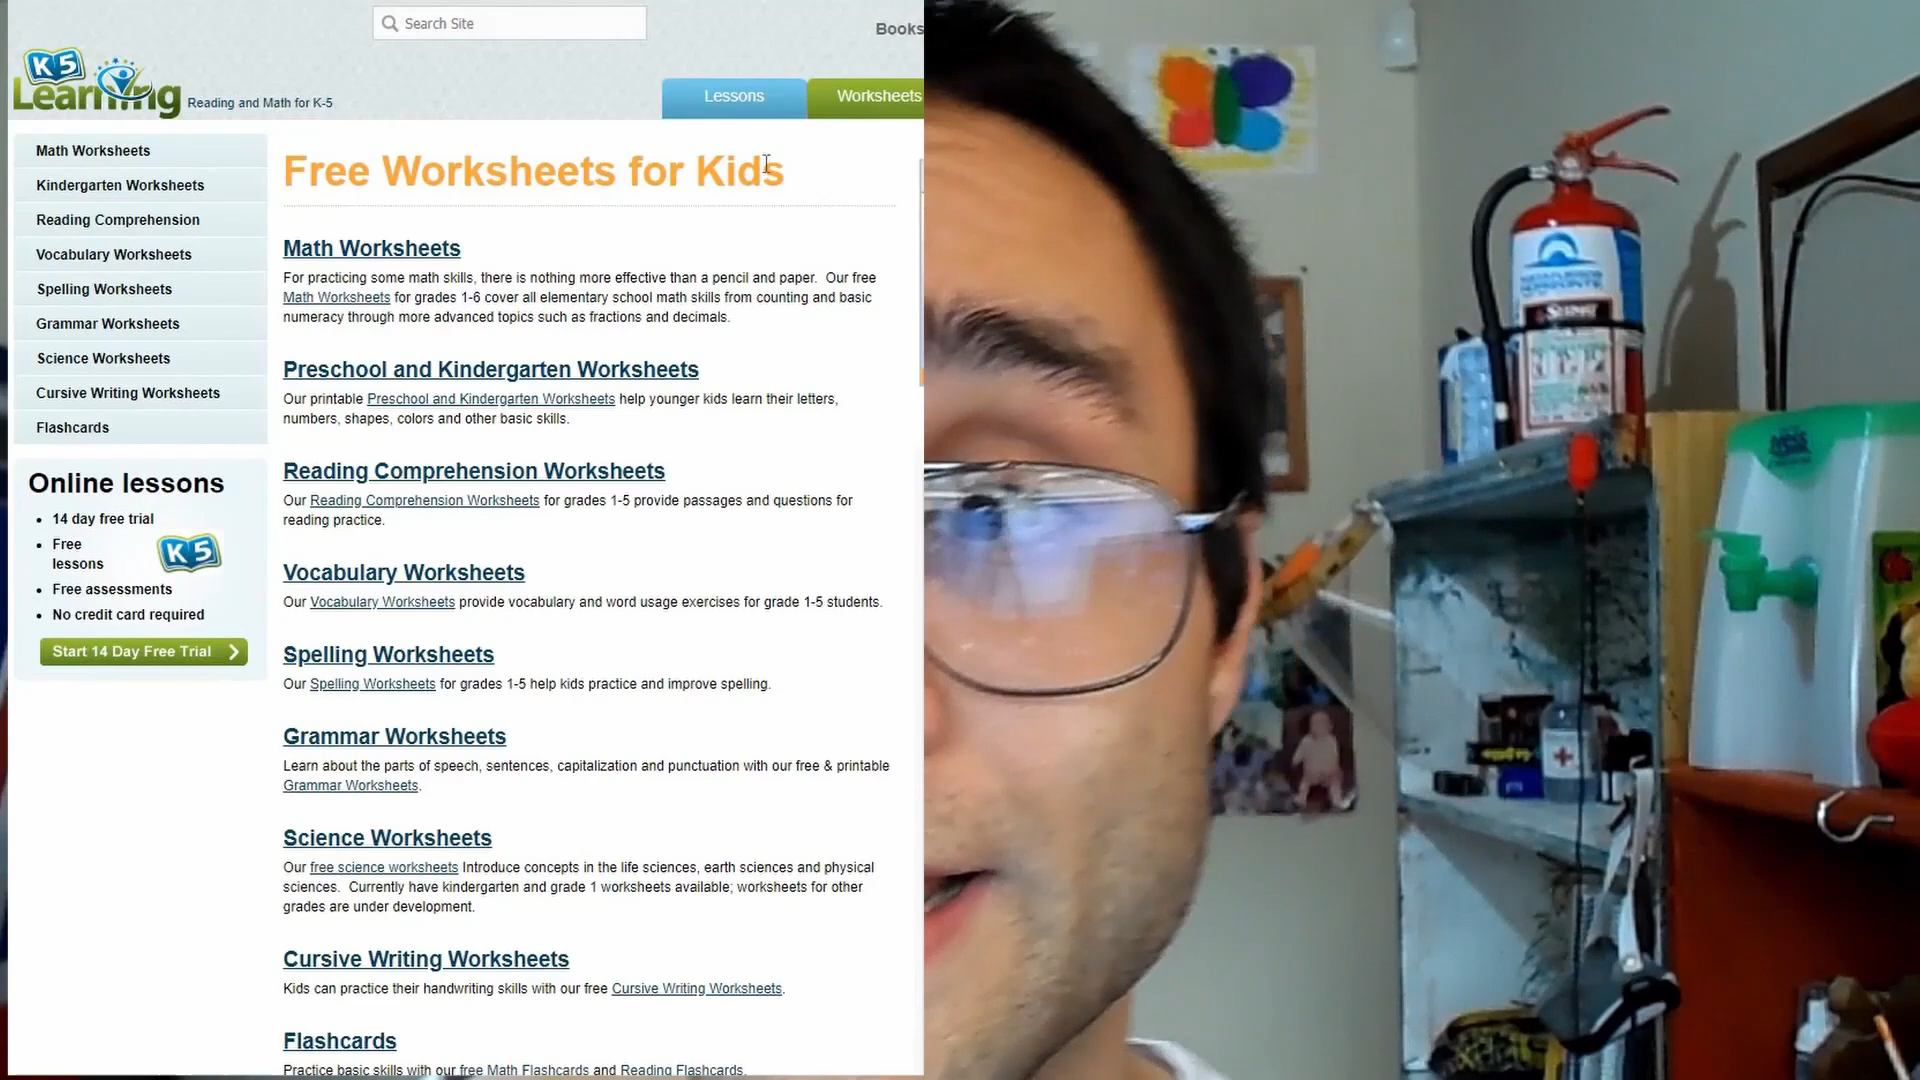 Search Site
Books
K5
Learning
Reading and Math for K-5
Lessons
Worksheets
Math Worksheets
Kindergarten Worksheets
Reading Comprehension
Vocabulary Worksheets
Spelling Worksheets
Grammar Worksheets
Science Worksheets
Cursive Writing Worksheets
Flashcards
Online lessons
14 day free trial
Free
lessons
K5
Free assessments
No credit card required
Start 14 Day Free Trial
Free Worksheets for Kids
Math Worksheets
For practicing some math skills, there is nothing more effective than a pencil and paper. Our free
Math Worksheets for grades 1-6 cover all elementary school math skills from counting and basic
numeracy through more advanced topics such as fractions and decimals.
Preschool and Kindergarten Worksheets
Our printable Preschool and Kindergarten Worksheets help younger kids learn their letters,
numbers, shapes, colors and other basic skills.
Reading Comprehension Worksheets
Our Reading Comprehension Worksheets for grades 1-5 provide passages and questions for
reading practice.
Vocabulary Worksheets
Our Vocabulary Worksheets provide vocabulary and word usage exercises for grade 1-5 students.
Spelling Worksheets
Our Spelling Worksheets for grades 1-5 help kids practice and improve spelling.
Grammar Worksheets
Learn about the parts of speech, sentences, capitalization and punctuation with our free & printable
Grammar Worksheets.
Science Worksheets
Our free science worksheets Introduce concepts in the life sciences, earth sciences and physical
sciences. Currently have kindergarten and grade 1 worksheets available; worksheets for other
grades are under development.
Cursive Writing Worksheets
Kids can practice their handwriting skills with our free Cursive Writing Worksheets.
Flashcards
Practice basic skills with our free Math Flashcards and Reading Flashcards.